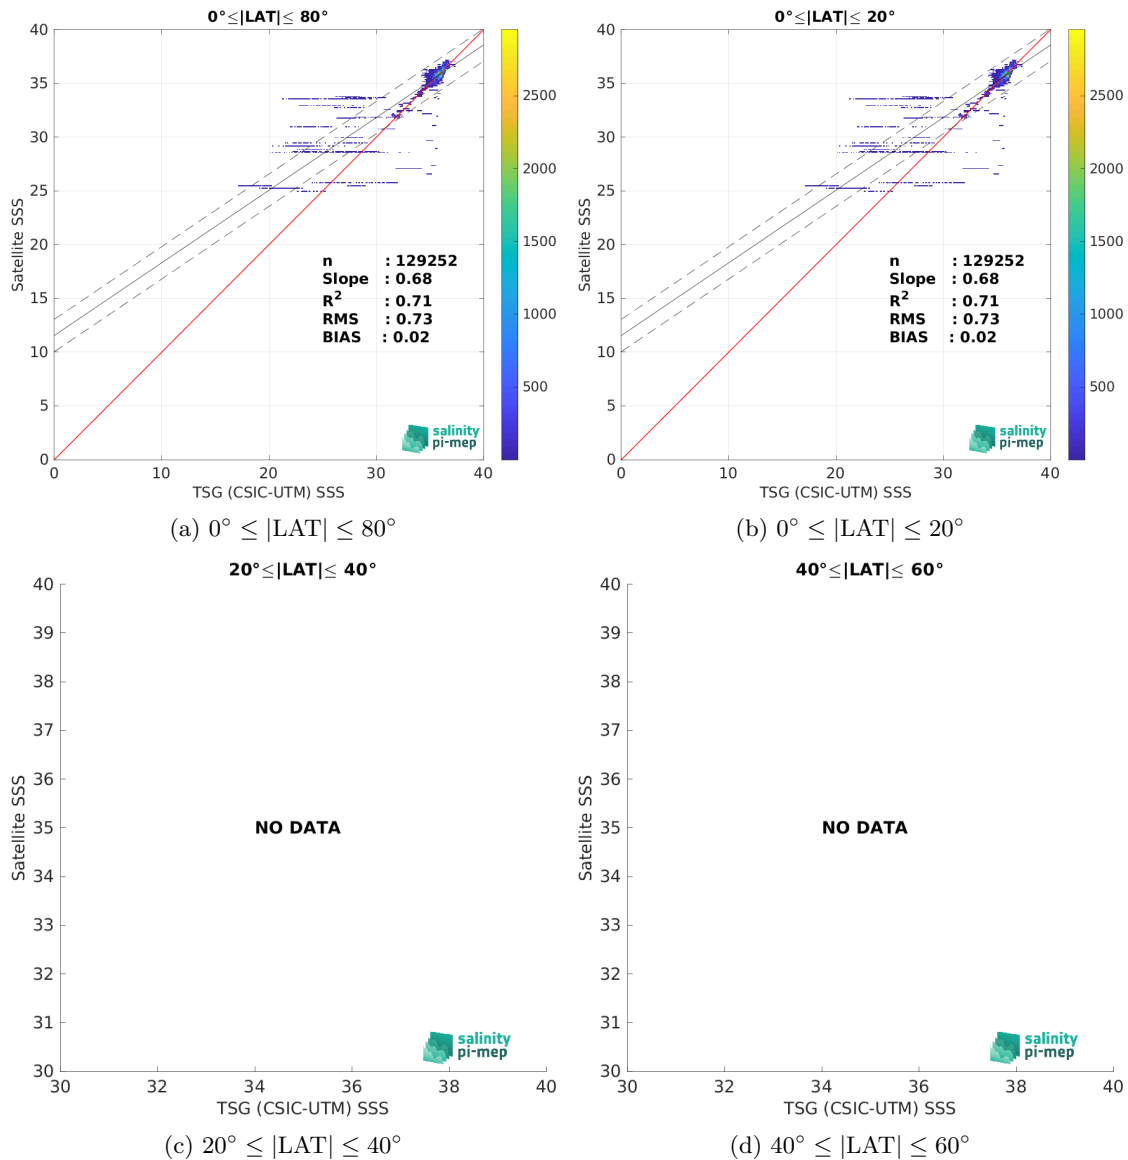 0°≤|LAT|≤ 80°
40
35
30
25
20
15
10
5
0
0
10
20
30
40
Satellite SSS
TSG (CSIC-UTM) SSS
n : 129252
Slope : 0.68
R² : 0.71
RMS : 0.73
BIAS : 0.02
salinity
pi-mep
2500
2000
1500
1000
500
(a) 0° ≤ |LAT| ≤ 80°
0°≤|LAT|≤ 20°
40
35
30
25
20
15
10
5
0
0
10
20
30
40
Satellite SSS
TSG (CSIC-UTM) SSS
n : 129252
Slope : 0.68
R² : 0.71
RMS : 0.73
BIAS : 0.02
salinity
pi-mep
2500
2000
1500
1000
500
(b) 0° ≤ |LAT| ≤ 20°
20°≤|LAT|≤ 40°
40
39
38
37
36
35
34
33
32
31
30
30
32
34
36
38
40
Satellite SSS
NO DATA
TSG (CSIC-UTM) SSS
salinity
pi-mep
(c) 20° ≤ |LAT| ≤ 40°
40°≤|LAT|≤ 60°
40
39
38
37
36
35
34
33
32
31
30
30
32
34
36
38
40
Satellite SSS
NO DATA
TSG (CSIC-UTM) SSS
salinity
pi-mep
(d) 40° ≤ |LAT| ≤ 60°